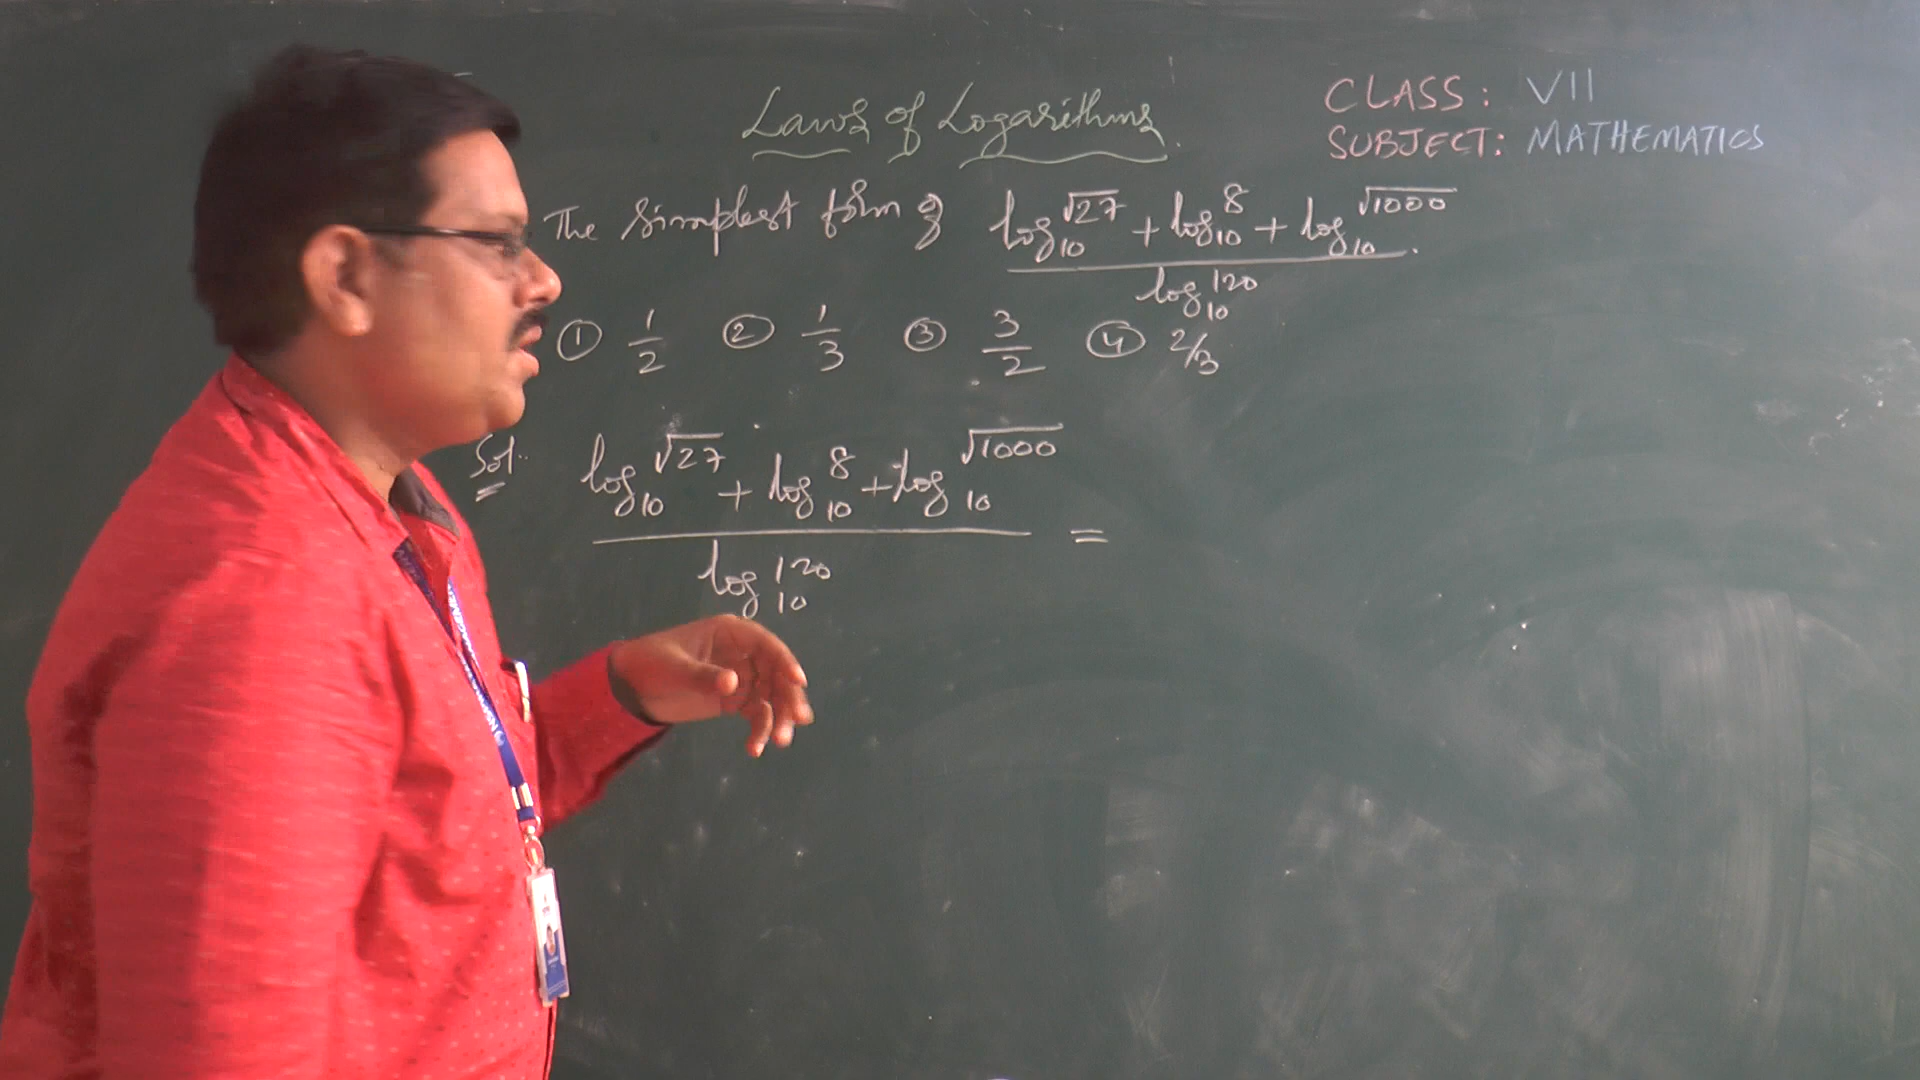 Laws of Logarithms.
CLASS: VII
SUBJECT: MATHEMATICS
The Simplest form of (log₁₀ √27 + log₁₀ 8 + log₁₀ √1000) / log₁₀ 120.
① 1/2 ② 1/3 ③ 3/2 ④ 2/3
Sol.. (log₁₀ √27 + log₁₀ 8 + log₁₀ √1000) / log₁₀ 120 =